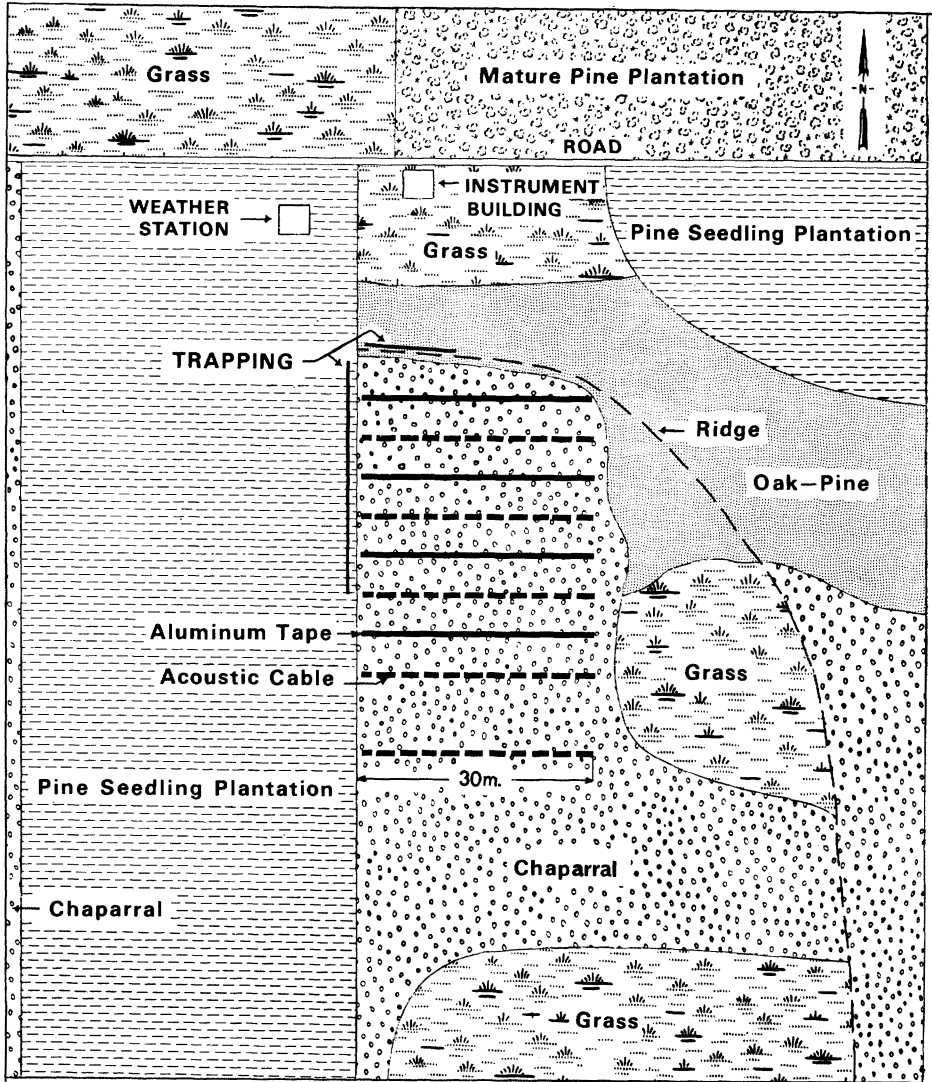 Grass
Mature Pine Plantation
N
ROAD
WEATHER
STATION
INSTRUMENT
BUILDING
Grass
Pine Seedling Plantation
TRAPPING
Ridge
Oak–Pine
Aluminum Tape
Acoustic Cable
Grass
30m.
Pine Seedling Plantation
Chaparral
Chaparral
Grass